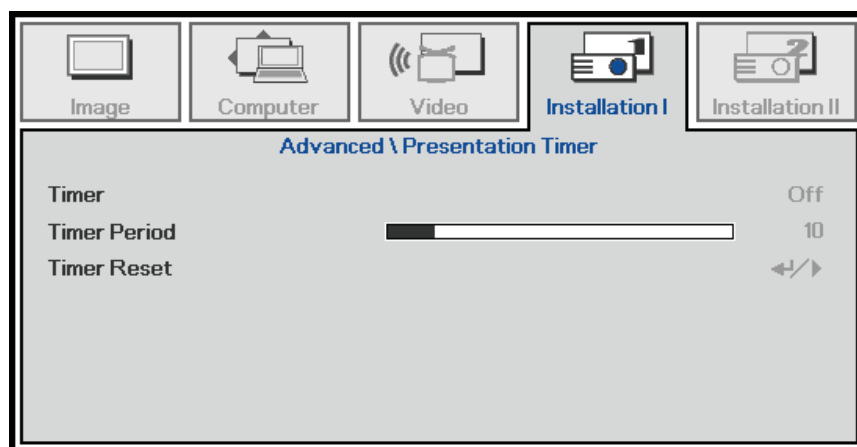 Image
Computer
Video
Installation I
Installation II
Advanced \ Presentation Timer
Timer Off
Timer Period 10
Timer Reset